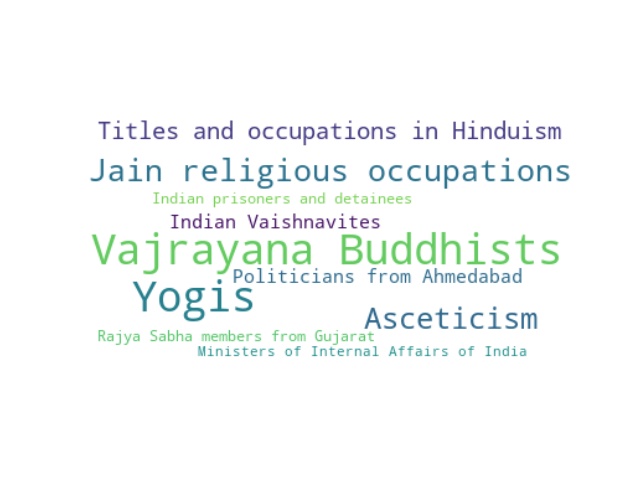 Titles and occupations in Hinduism
Jain religious occupations
Indian prisoners and detainees
Indian Vaishnavites
Vajrayana Buddhists
Politicians from Ahmedabad
Yogis
Asceticism
Rajya Sabha members from Gujarat
Ministers of Internal Affairs of India